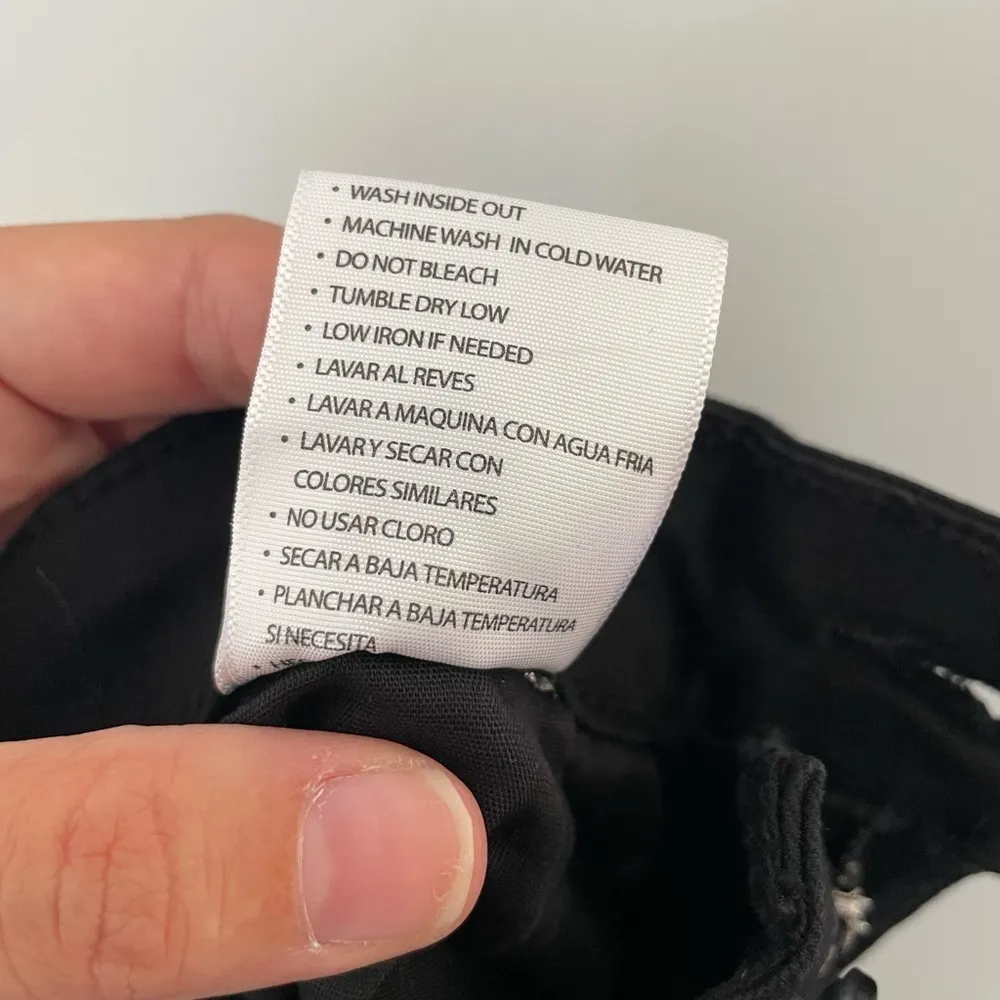 • WASH INSIDE OUT
• MACHINE WASH IN COLD WATER
• DO NOT BLEACH
• TUMBLE DRY LOW
• LOW IRON IF NEEDED
• LAVAR AL REVES
• LAVAR A MAQUINA CON AGUA FRIA
• LAVAR Y SECAR CON
COLORES SIMILARES
• NO USAR CLORO
• SECAR A BAJA TEMPERATURA
• PLANCHAR A BAJA TEMPERATURA
SI NECESITA